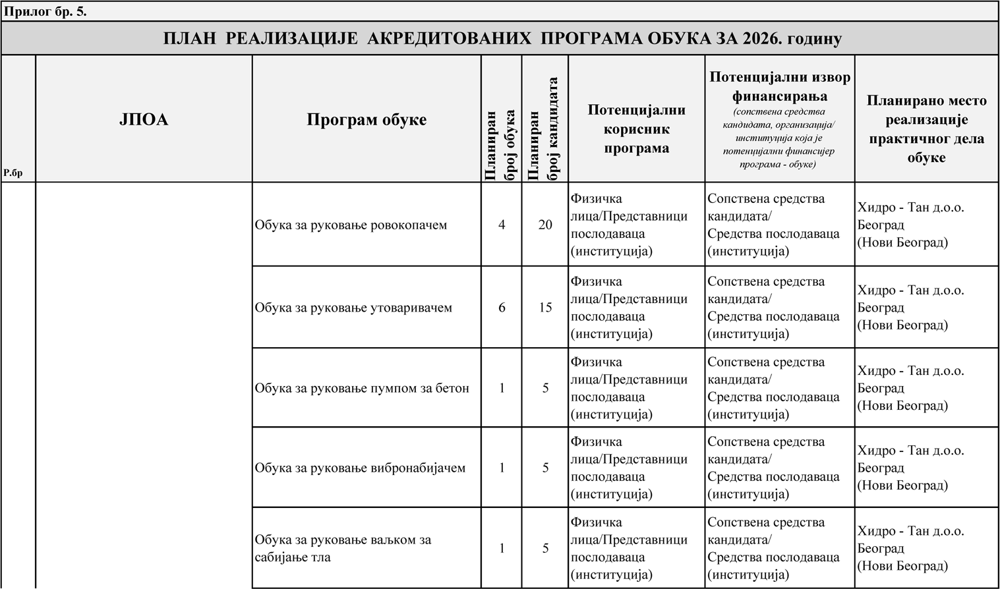 Прилог бр. 5.
ПЛАН РЕАЛИЗАЦИЈЕ АКРЕДИТОВАНИХ ПРОГРАМА ОБУКА ЗА 2026. годину
Р.бр
ЈПОА
Програм обуке
Планиран
број обука
Планиран
број кандидата
Потенцијални
корисник
програма
Потенцијални извор
финансирања
(сопствена средства
кандидата, организација/
институција која је
потенцијални финансијер
програма - обуке)
Планирано место
реализације
практичног дела
обуке
Обука за руковање ровокопачем
4
20
Физичка
лица/Представници
послодаваца
(институција)
Сопствена средства
кандидата/
Средства послодаваца
(институција)
Хидро - Тан д.о.о.
Београд
(Нови Београд)
Обука за руковање утоваривачем
6
15
Физичка
лица/Представници
послодаваца
(институција)
Сопствена средства
кандидата/
Средства послодаваца
(институција)
Хидро - Тан д.о.о.
Београд
(Нови Београд)
Обука за руковање пумпом за бетон
1
5
Физичка
лица/Представници
послодаваца
(институција)
Сопствена средства
кандидата/
Средства послодаваца
(институција)
Хидро - Тан д.о.о.
Београд
(Нови Београд)
Обука за руковање вибронабијачем
1
5
Физичка
лица/Представници
послодаваца
(институција)
Сопствена средства
кандидата/
Средства послодаваца
(институција)
Хидро - Тан д.о.о.
Београд
(Нови Београд)
Обука за руковање ваљком за
сабијање тла
1
5
Физичка
лица/Представници
послодаваца
(институција)
Сопствена средства
кандидата/
Средства послодаваца
(институција)
Хидро - Тан д.о.о.
Београд
(Нови Београд)